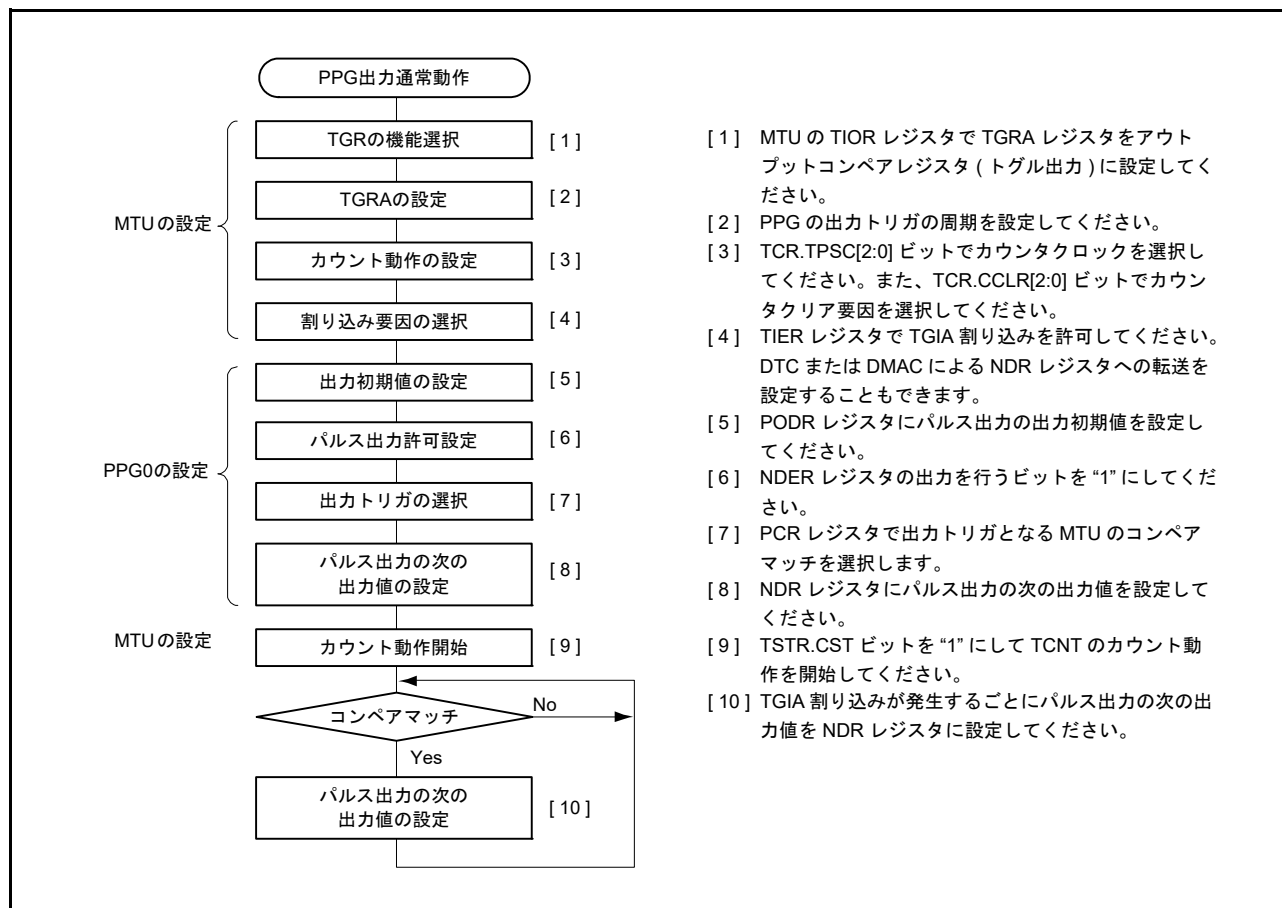 PPG出力通常動作
MTUの設定
TGRの機能選択 [ 1 ]
TGRAの設定 [ 2 ]
カウント動作の設定 [ 3 ]
割り込み要因の選択 [ 4 ]
PPG0の設定
出力初期値の設定 [ 5 ]
パルス出力許可設定 [ 6 ]
出力トリガの選択 [ 7 ]
パルス出力の次の
出力値の設定 [ 8 ]
MTUの設定
カウント動作開始 [ 9 ]
コンペアマッチ
No
Yes
パルス出力の次の
出力値の設定 [ 10 ]
[ 1 ] MTU の TIOR レジスタで TGRA レジスタをアウト
プットコンペアレジスタ ( トグル出力 ) に設定してく
ださい。
[ 2 ] PPG の出力トリガの周期を設定してください。
[ 3 ] TCR.TPSC[2:0] ビットでカウンタクロックを選択し
てください。また、TCR.CCLR[2:0] ビットでカウン
タクリア要因を選択してください。
[ 4 ] TIER レジスタで TGIA 割り込みを許可してください。
DTC または DMAC による NDR レジスタへの転送を
設定することもできます。
[ 5 ] PODR レジスタにパルス出力の出力初期値を設定し
てください。
[ 6 ] NDER レジスタの出力を行うビットを “1” にしてくだ
さい。
[ 7 ] PCR レジスタで出力トリガとなる MTU のコンペア
マッチを選択します。
[ 8 ] NDR レジスタにパルス出力の次の出力値を設定して
ください。
[ 9 ] TSTR.CST ビットを “1” にして TCNT のカウント動
作を開始してください。
[ 10 ] TGIA 割り込みが発生するごとにパルス出力の次の出
力値を NDR レジスタに設定してください。